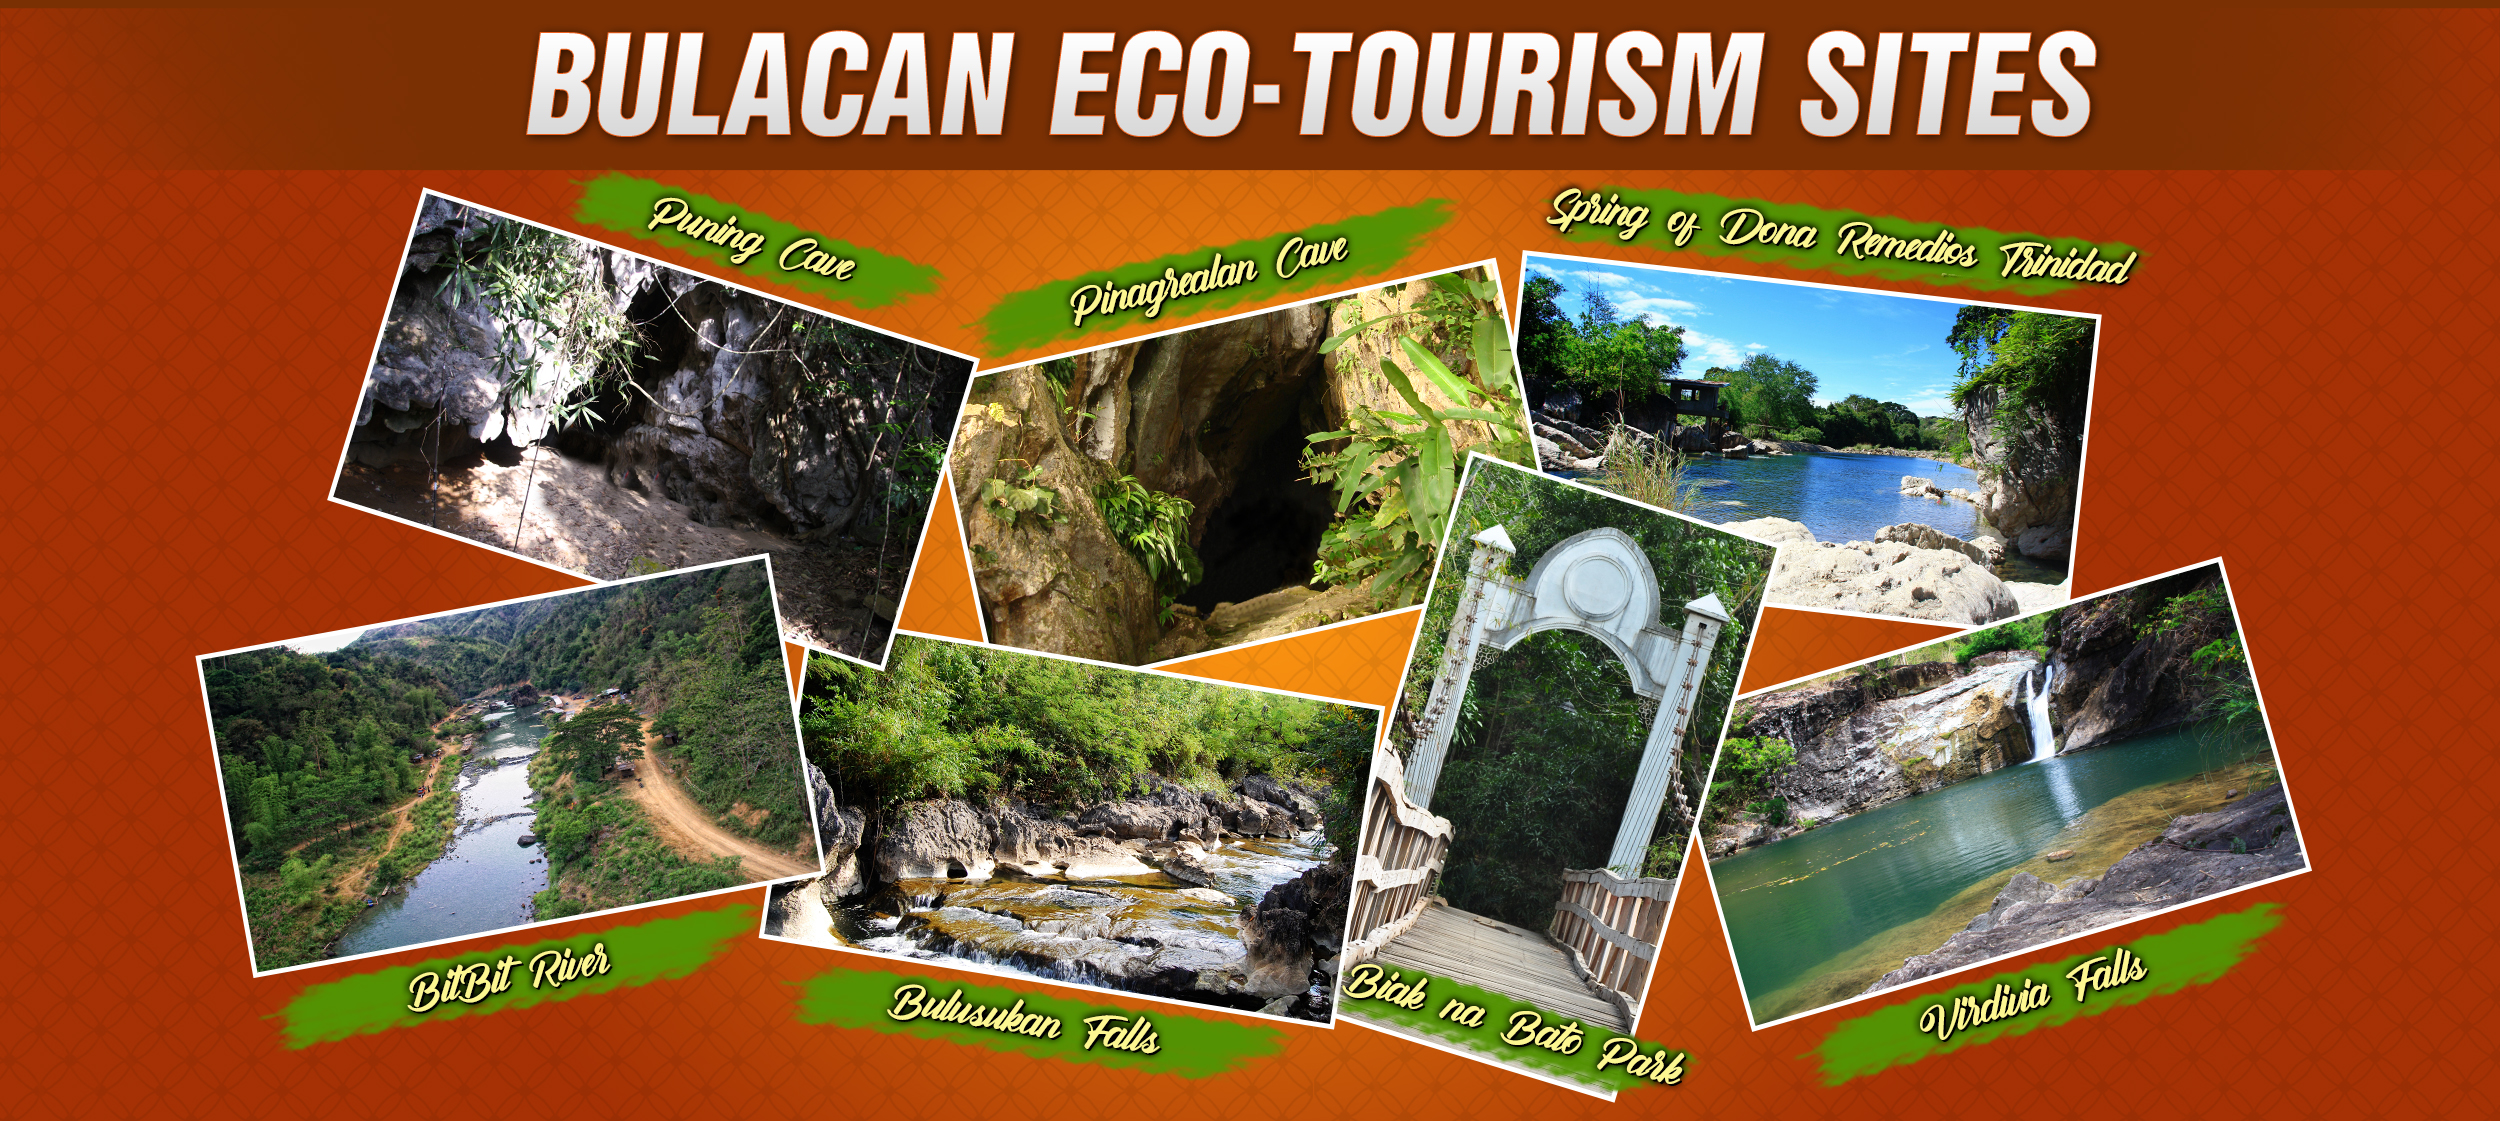 BULACAN ECO-TOURISM SITES
Puning Cave
Pinagrealan Cave
Spring of Dona Remedios Trinidad
BitBit River
Bulusukan Falls
Biak na Bato Park
Virdivia Falls